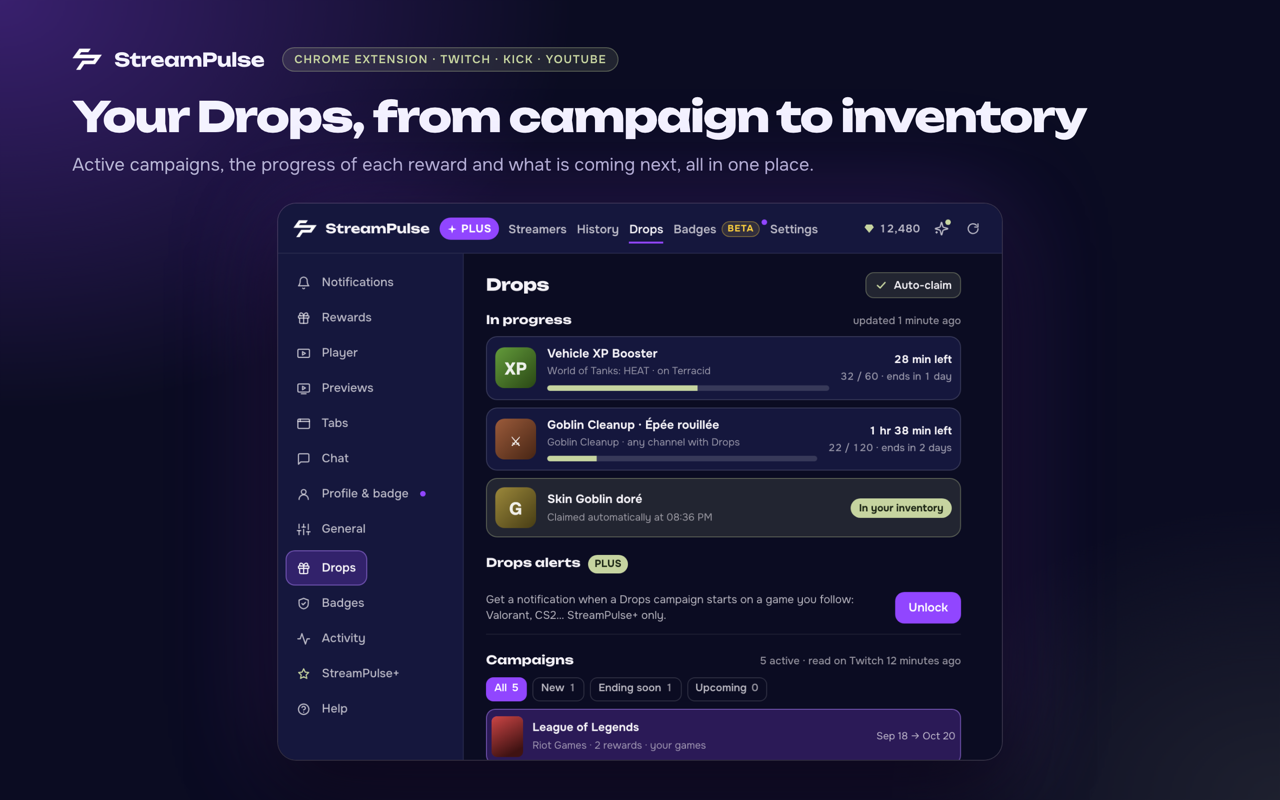 StreamPulse
CHROME EXTENSION · TWITCH · KICK · YOUTUBE
Your Drops, from campaign to inventory
Active campaigns, the progress of each reward and what is coming next, all in one place.
StreamPulse + PLUS Streamers History Drops Badges BETA Settings 12,480
Notifications
Rewards
Player
Previews
Tabs
Chat
Profile & badge
General
Drops
Badges
Activity
StreamPulse+
Help
Drops
Auto-claim
In progress
updated 1 minute ago
XP
Vehicle XP Booster
World of Tanks: HEAT · on Terracid
28 min left
32 / 60 · ends in 1 day
Goblin Cleanup · Épée rouillée
Goblin Cleanup · any channel with Drops
1 hr 38 min left
22 / 120 · ends in 2 days
G
Skin Goblin doré
Claimed automatically at 08:36 PM
In your inventory
Drops alerts PLUS
Get a notification when a Drops campaign starts on a game you follow:
Valorant, CS2... StreamPulse+ only.
Unlock
Campaigns
5 active · read on Twitch 12 minutes ago
All 5 New 1 Ending soon 1 Upcoming 0
League of Legends
Riot Games · 2 rewards · your games
Sep 18 → Oct 20